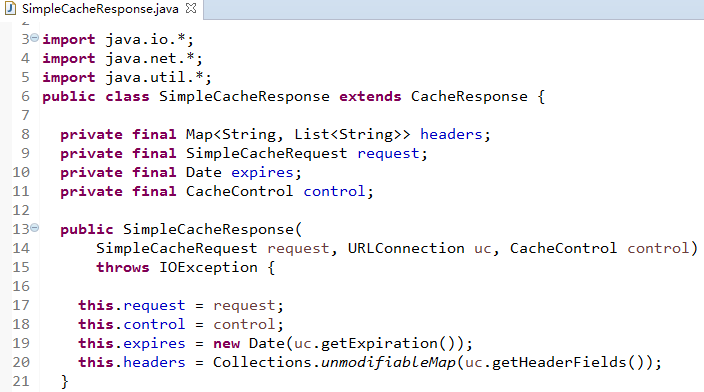 SimpleCacheResponse.java
2
3 import java.io.*;
4 import java.net.*;
5 import java.util.*;
6 public class SimpleCacheResponse extends CacheResponse {
7
8 private final Map<String, List<String>> headers;
9 private final SimpleCacheRequest request;
10 private final Date expires;
11 private final CacheControl control;
12
13 public SimpleCacheResponse(
14 SimpleCacheRequest request, URLConnection uc, CacheControl control)
15 throws IOException {
16
17 this.request = request;
18 this.control = control;
19 this.expires = new Date(uc.getExpiration());
20 this.headers = Collections.unmodifiableMap(uc.getHeaderFields());
21 }